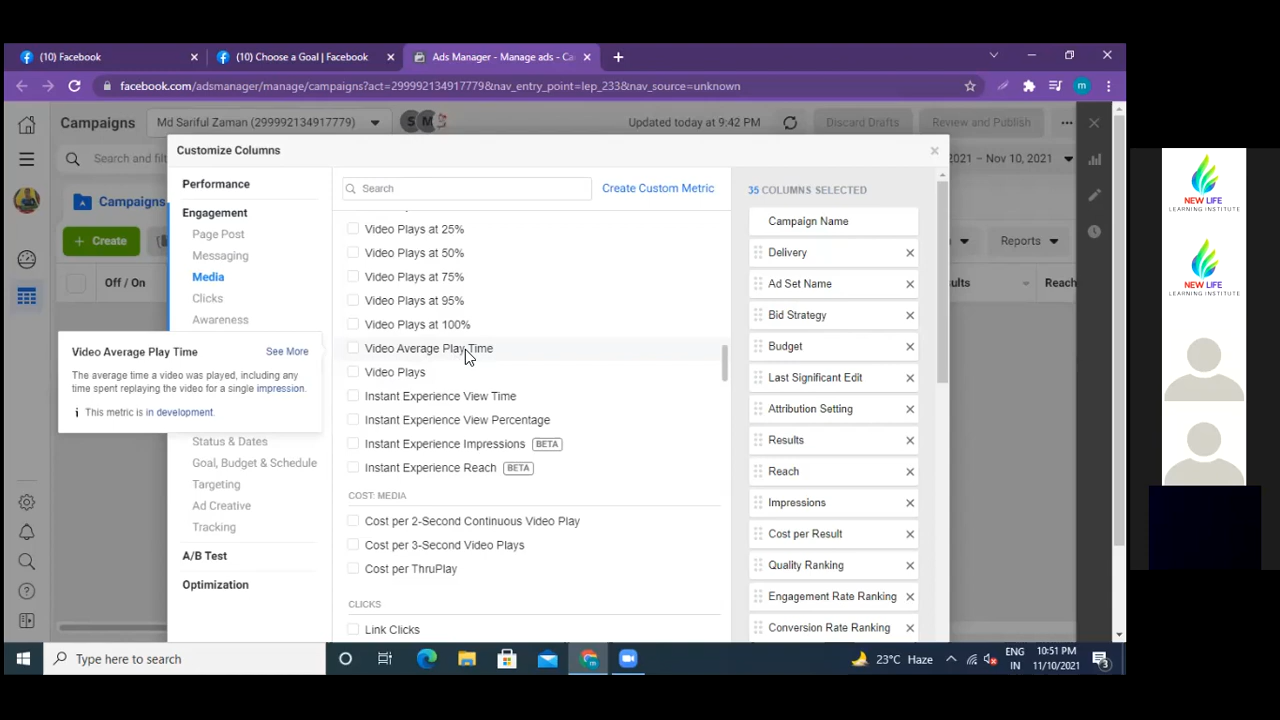 (10) Facebook
(10) Choose a Goal | Facebook
Ads Manager - Manage ads - Ca
facebook.com/adsmanager/manage/campaigns?act=299992134917779&nav_entry_point=lep_233&nav_source=unknown
m
Campaigns
Md Sariful Zaman (299992134917779)
S
M
Updated today at 9:42 PM
Discard Drafts
Review and Publish
Search and filt
2021 – Nov 10, 2021
Campaigns
+ Create
Reports
Off / On
ults
Reach
Customize Columns
Performance
Engagement
Page Post
Messaging
Media
Clicks
Awareness
Status & Dates
Goal, Budget & Schedule
Targeting
Ad Creative
Tracking
A/B Test
Optimization
Video Average Play Time
See More
The average time a video was played, including any
time spent replaying the video for a single impression.
This metric is in development.
Search
Create Custom Metric
Video Plays at 25%
Video Plays at 50%
Video Plays at 75%
Video Plays at 95%
Video Plays at 100%
Video Average Play Time
Video Plays
Instant Experience View Time
Instant Experience View Percentage
Instant Experience Impressions BETA
Instant Experience Reach BETA
COST: MEDIA
Cost per 2-Second Continuous Video Play
Cost per 3-Second Video Plays
Cost per ThruPlay
CLICKS
Link Clicks
35 COLUMNS SELECTED
Campaign Name
Delivery
Ad Set Name
Bid Strategy
Budget
Last Significant Edit
Attribution Setting
Results
Reach
Impressions
Cost per Result
Quality Ranking
Engagement Rate Ranking
Conversion Rate Ranking
Type here to search
23°C Haze
ENG
IN
10:51 PM
11/10/2021
3
NEW LIFE
LEARNING INSTITUTE
NEW LIFE
LEARNING INSTITUTE